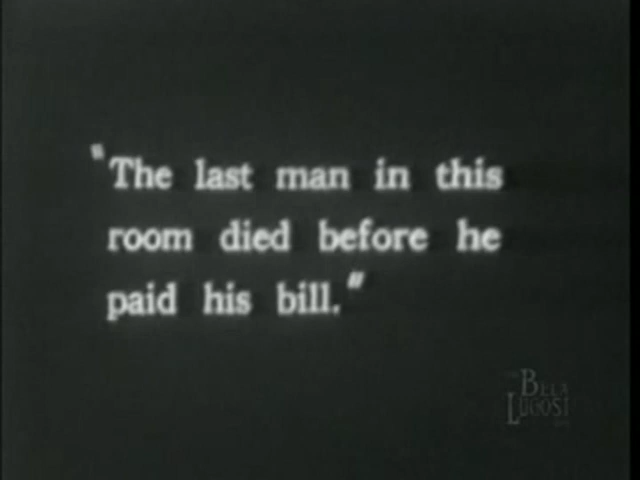 "The last man in this
room died before he
paid his bill."
BELA
LUGOSI